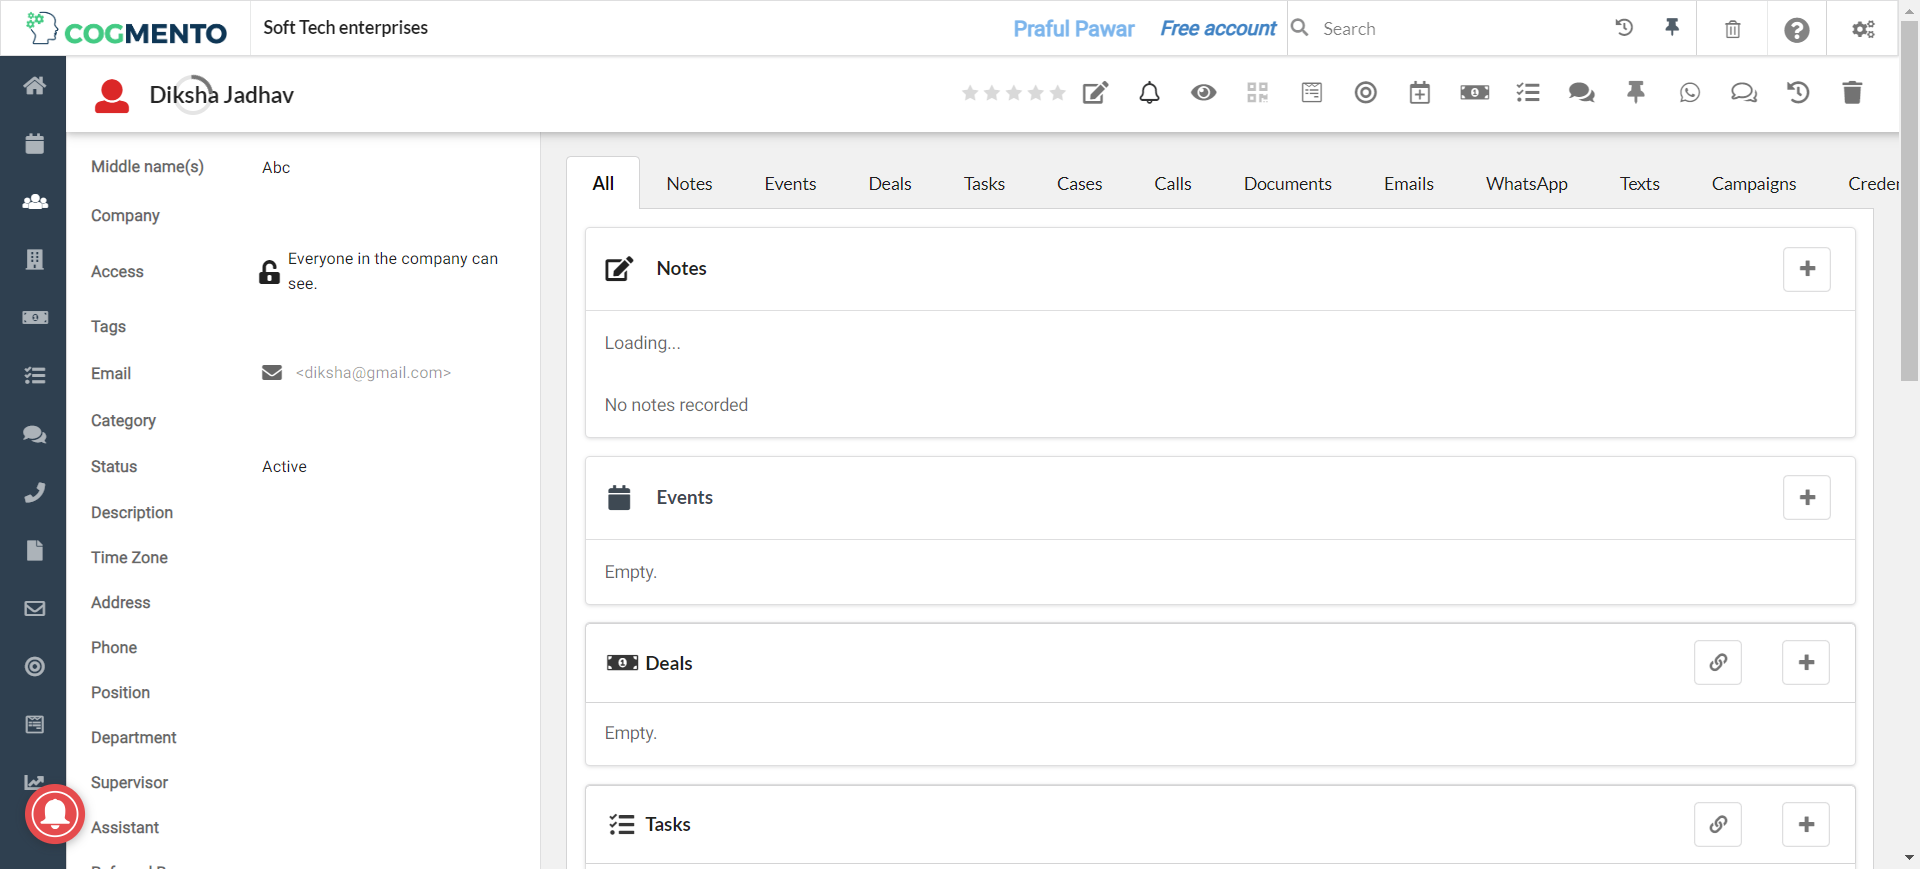 COGMENTO
Soft Tech enterprises
Praful Pawar
Free account
Search
Diksha Jadhav
Middle name(s)
Abc
Company
Access
Everyone in the company can
see.
Tags
Email
<diksha@gmail.com>
Category
Status
Active
Description
Time Zone
Address
Phone
Position
Department
Supervisor
Assistant
All
Notes
Events
Deals
Tasks
Cases
Calls
Documents
Emails
WhatsApp
Texts
Campaigns
Creder
Notes
Loading...
No notes recorded
Events
Empty.
Deals
Empty.
Tasks